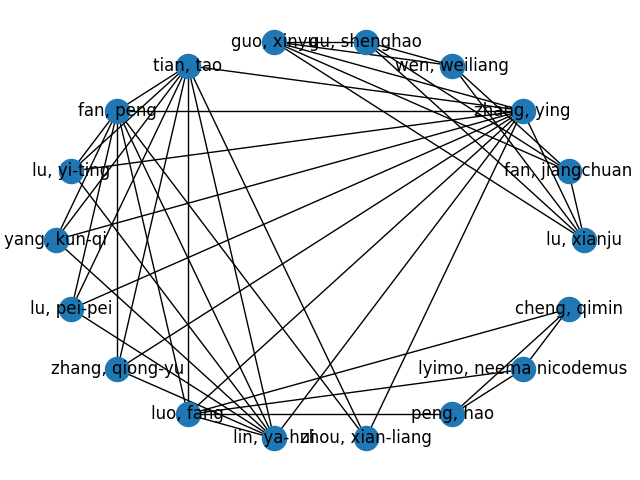 guo, xinyu
gu, shenghao
tian, tao
wen, weiliang
fan, peng
zhang, ying
lu, yi-ting
fan, jiangchuan
yang, kun-qi
lu, xianju
lu, pei-pei
cheng, qimin
zhang, qiong-yu
lyimo, neema nicodemus
luo, fang
peng, hao
lin, ya-hui
zhou, xian-liang